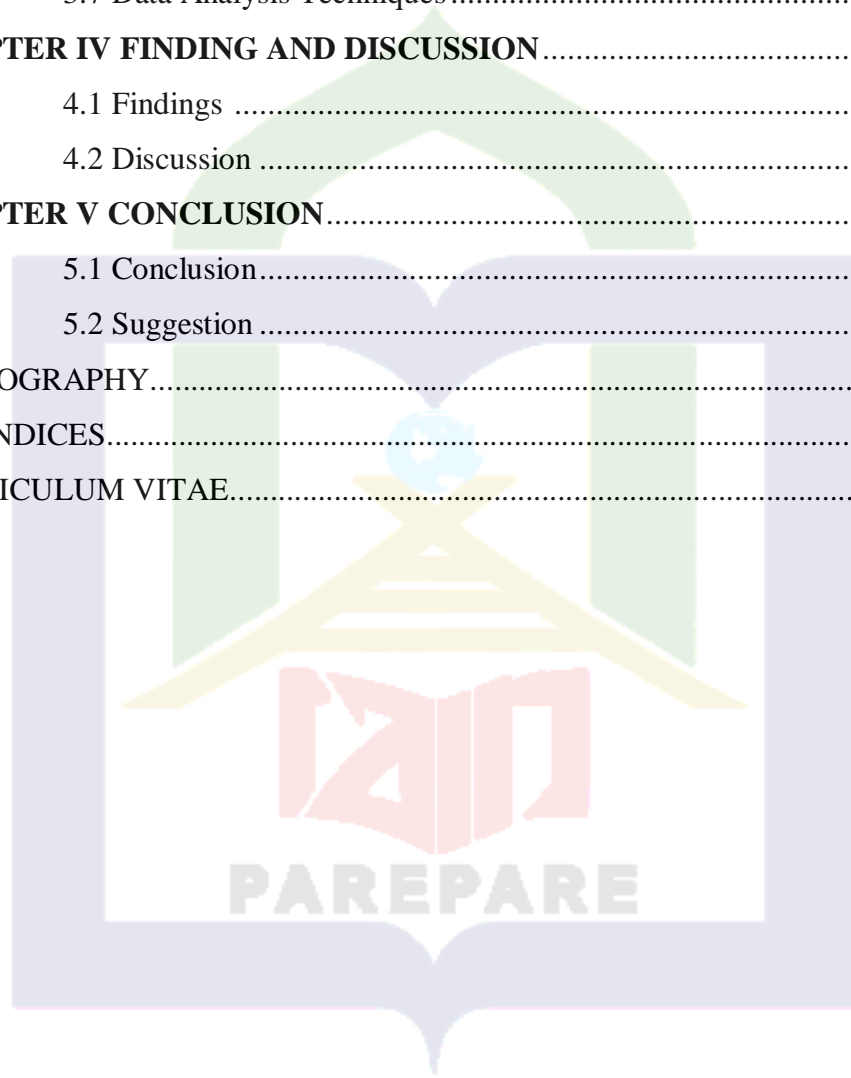 3.7 Data Analysis Techniques........................................................
PTER IV FINDING AND DISCUSSION..........................................
4.1 Findings ..................................................................................
4.2 Discussion ...............................................................................
PTER V CONCLUSION......................................................................
5.1 Conclusion...............................................................................
5.2 Suggestion ...............................................................................
OGRAPHY...........................................................................................
NDICES................................................................................................
ICULUM VITAE..................................................................................
PAREPARE